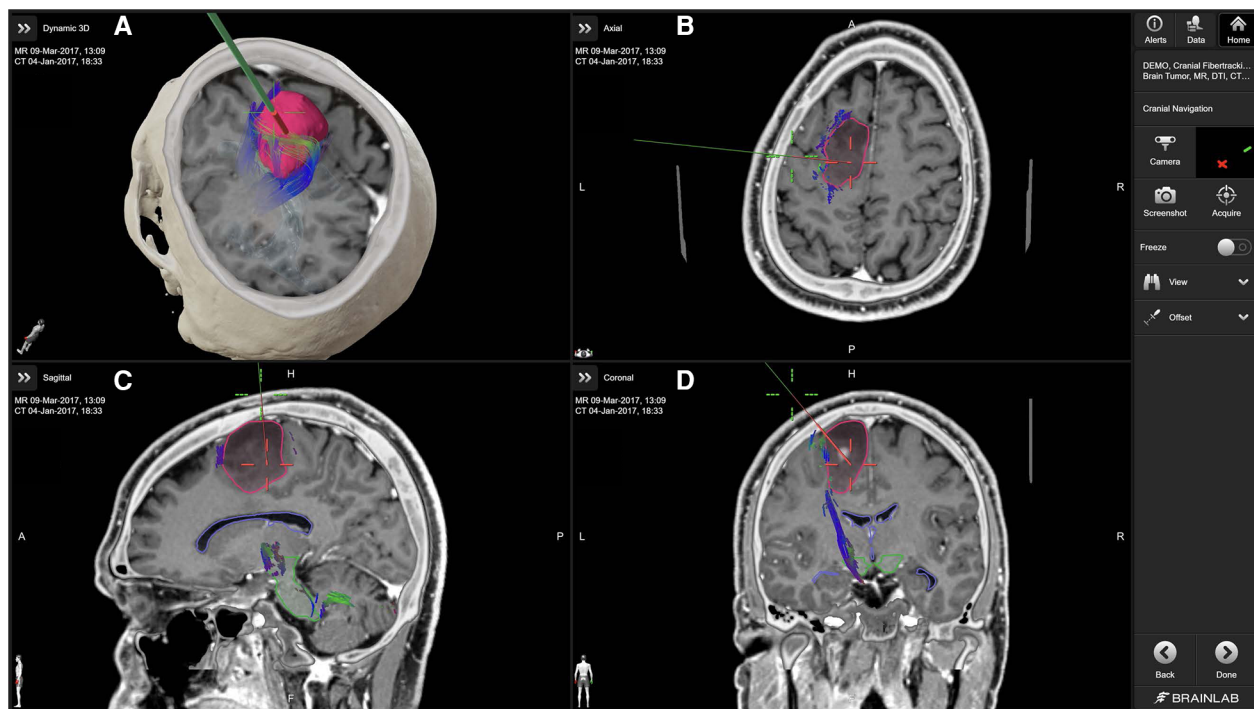 Dynamic 3D
A
MR 09-Mar-2017, 13:09
CT 04-Jan-2017, 18:33
Axial
B
A
MR 09-Mar-2017, 13:09
CT 04-Jan-2017, 18:33
L
R
P
Sagittal
C
H
MR 09-Mar-2017, 13:09
CT 04-Jan-2017, 18:33
A
P
F
Coronal
D
H
MR 09-Mar-2017, 13:09
CT 04-Jan-2017, 18:33
L
R
Alerts
Data
Home
DEMO, Cranial Fibertracki...
Brain Tumor, MR, DTI, CT...
Cranial Navigation
Camera
Screenshot
Acquire
Freeze
View
Offset
Back
Done
BRAINLAB